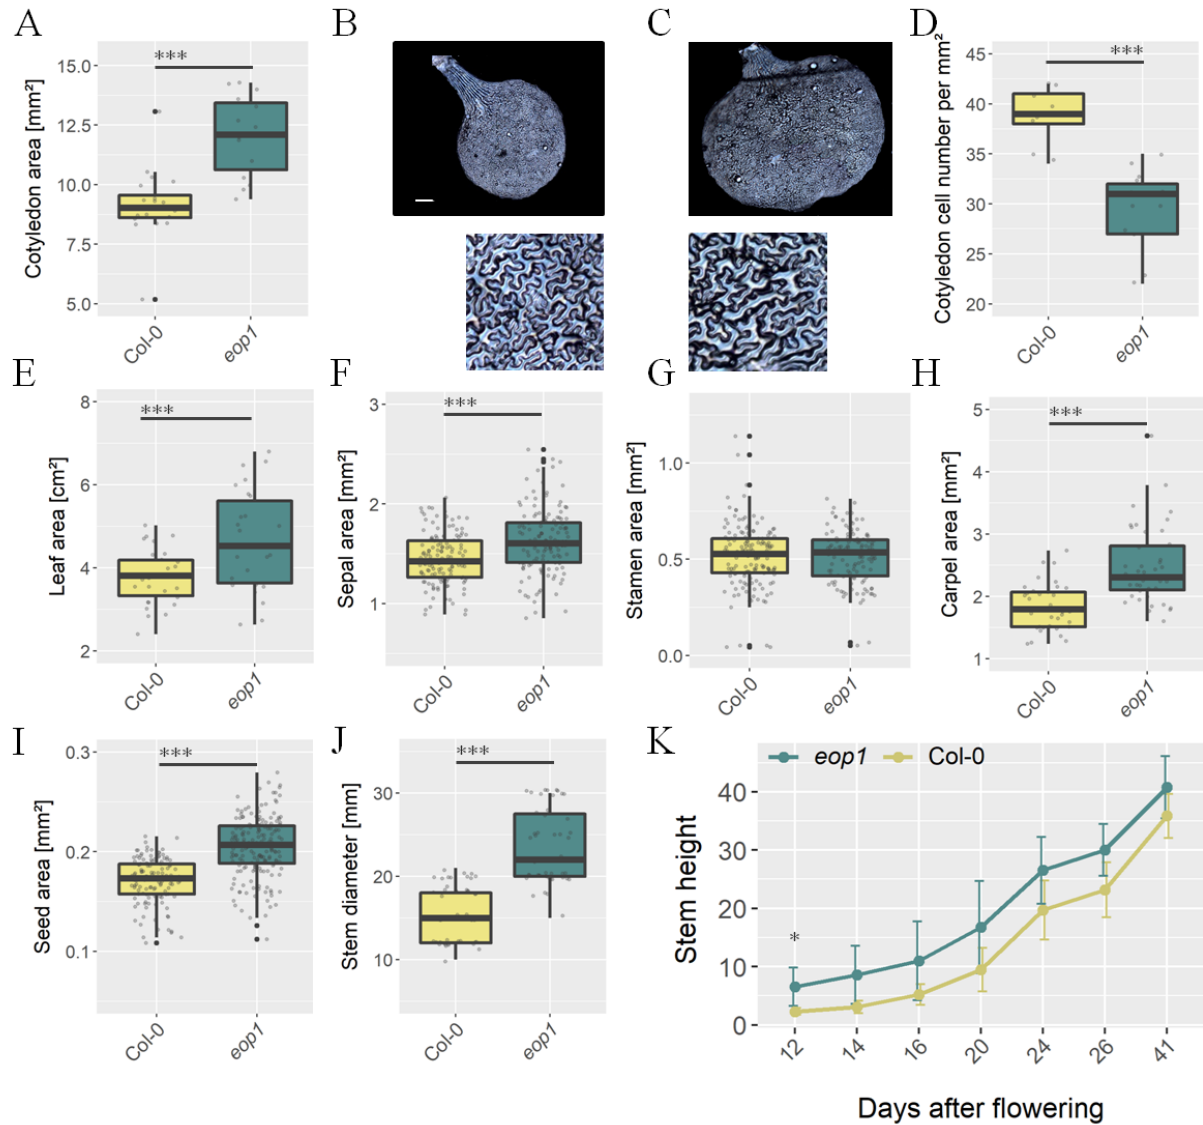 A
Cotyledon area [mm²]
15.0
12.5
10.0
7.5
5.0
***
Col-0
eop1
B
C
D
Cotyledon cell number per mm²
40
35
30
25
20
***
Col-0
eop1
E
Leaf area [cm²]
8
6
4
2
***
Col-0
eop1
F
Sepal area [mm²]
3
2
1
***
Col-0
eop1
G
Stamen area [mm²]
1.0
0.5
0.0
Col-0
eop1
H
Carpel area [mm²]
5
4
3
2
1
***
Col-0
eop1
I
Seed area [mm²]
0.3
0.2
0.1
***
Col-0
eop1
J
Stem diameter [mm]
30
20
10
***
Col-0
eop1
K
eop1 Col-0
Stem height
40
30
20
10
0
*
12 14 16 20 24 26 41
Days after flowering